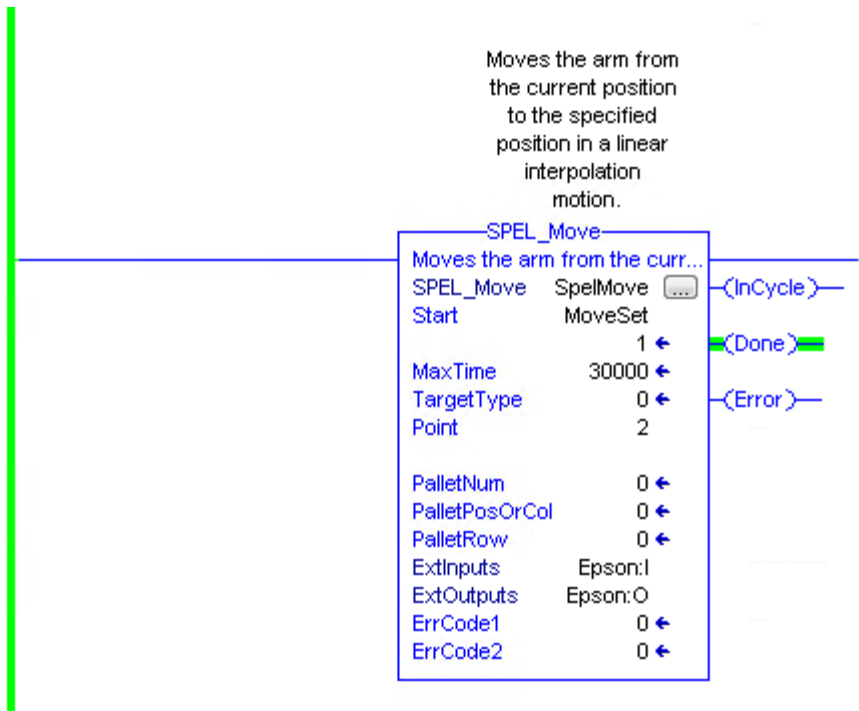 Moves the arm from
the current position
to the specified
position in a linear
interpolation
motion.
SPEL_Move
Moves the arm from the curr...
SPEL_Move SpelMove ... (InCycle)
Start MoveSet
1 (Done)
MaxTime 30000
TargetType 0 (Error)
Point 2
PalletNum 0
PalletPosOrCol 0
PalletRow 0
ExtInputs Epson:I
ExtOutputs Epson:O
ErrCode1 0
ErrCode2 0